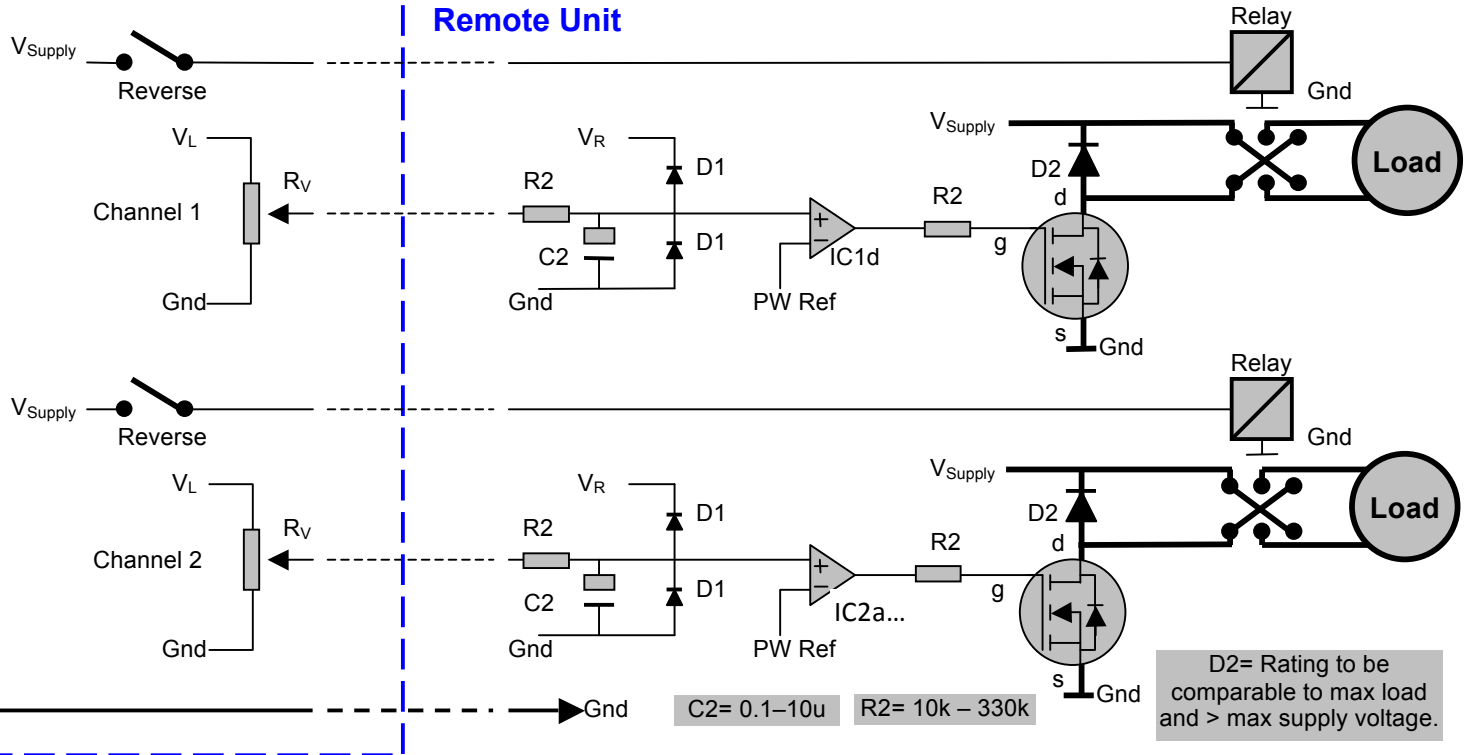 Remote Unit
Relay
VSupply
Reverse
Gnd
VL
VR
VSupply
D1
D2
Load
RV
R2
R2
d
Channel 1
D1
g
C2
IC1d
Gnd
Gnd
PW Ref
s
Gnd
Relay
VSupply
Reverse
Gnd
VL
VR
VSupply
D1
D2
Load
RV
R2
R2
d
Channel 2
D1
g
C2
IC2a...
Gnd
Gnd
PW Ref
s
Gnd
Gnd
C2= 0.1–10u
R2= 10k – 330k
D2= Rating to be
comparable to max load
and > max supply voltage.